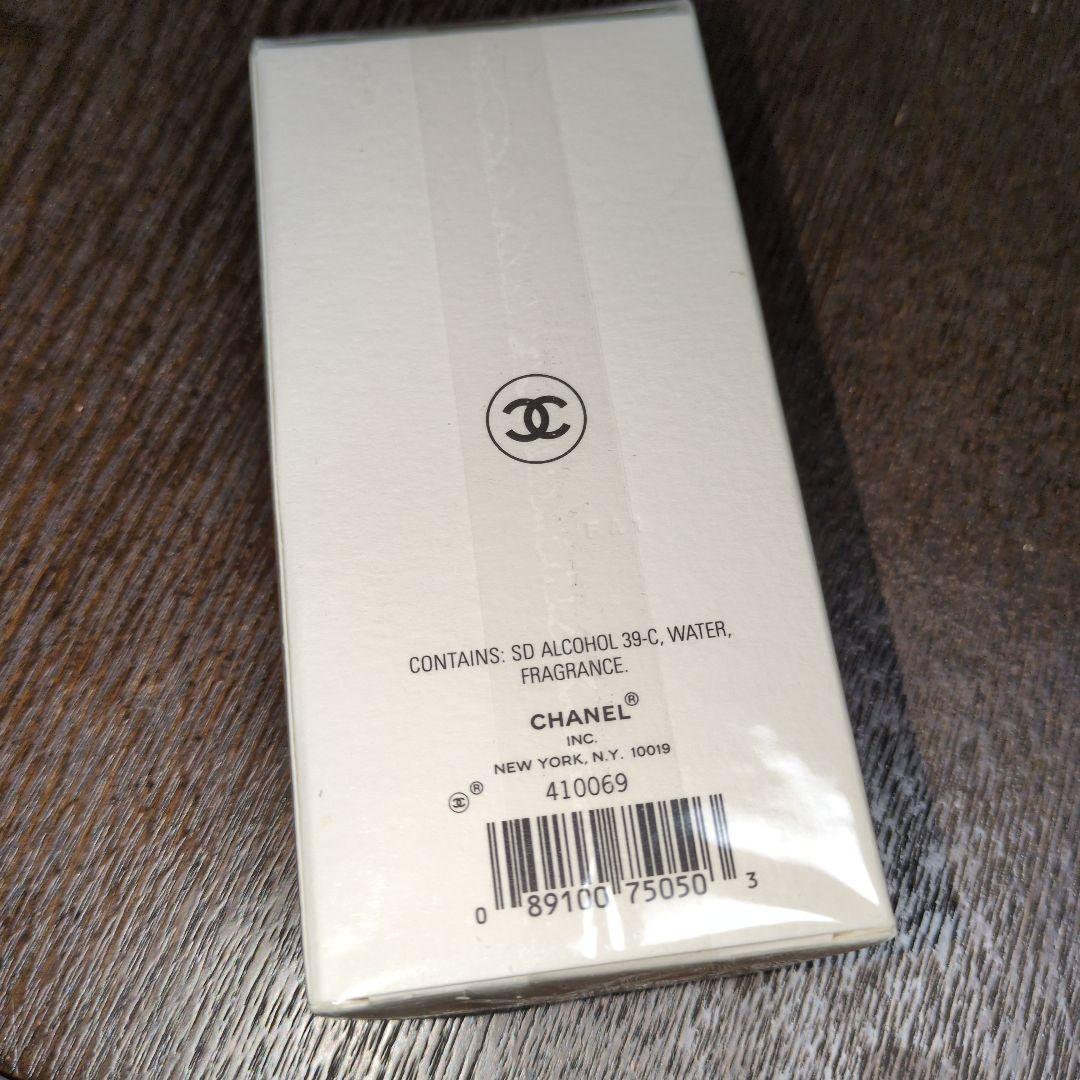 CONTAINS: SD ALCOHOL 39-C, WATER,
FRAGRANCE.
CHANEL®
INC.
NEW YORK, N.Y. 10019
®
410069
0 89100 75050 3